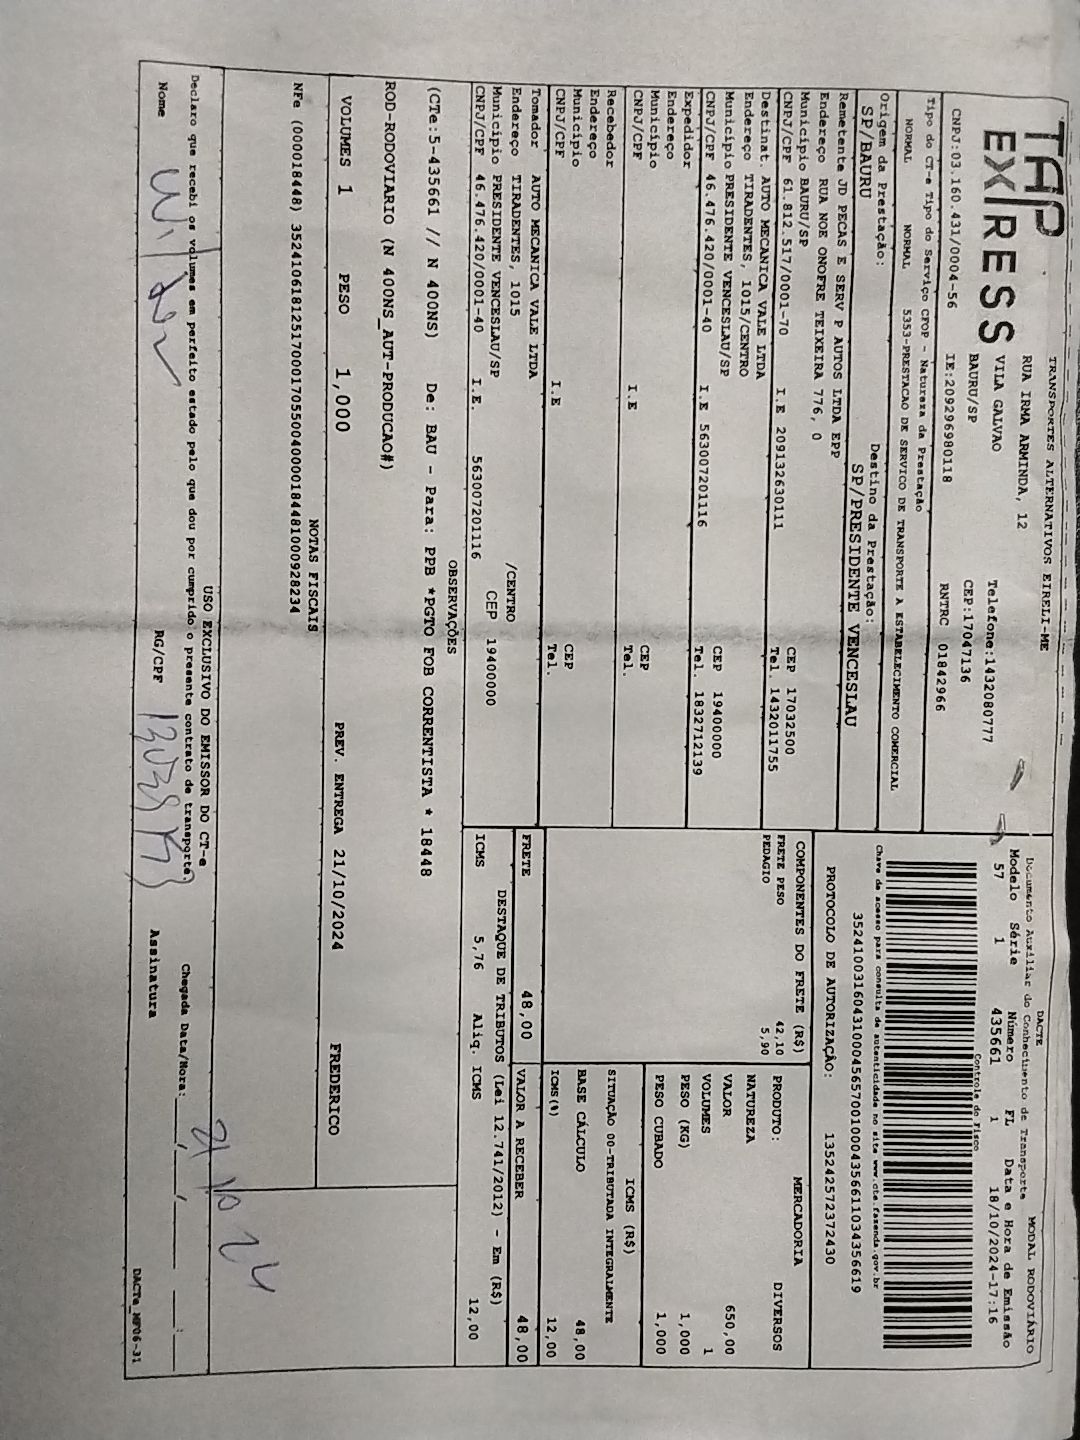 TAP
EXPRESS
TRANSPORTES ALTERNATIVOS EIRELI-ME
RUA IRMA ARMINDA, 12
VILA GALVAO
BAURU/SP
Telefone:1432080777
CEP:17047136
CNPJ:03.160.431/0004-56 IE:209296980118 RNTRC 01842966
DACTE
Documento Auxiliar do Conhecimento de Transporte MODAL RODOVIÁRIO
Modelo Série Número FL Data e Hora de Emissão
57 1 435661 1 18/10/2024-17:16
Controle do Fisco
Chave de acesso para consulta de autenticidade no site www.cte.fazenda.gov.br
35241003160431000456570010004356611034356619
PROTOCOLO DE AUTORIZAÇÃO: 135242572372430
Tipo do CT-e Tipo do Serviço CFOP - Natureza da Prestação
NORMAL NORMAL 5353-PRESTACAO DE SERVICO DE TRANSPORTE A ESTABELECIMENTO COMERCIAL
Origem da Prestação: Destino da Prestação:
SP/BAURU SP/PRESIDENTE VENCESLAU
Remetente JD PECAS E SERV P AUTOS LTDA EPP
Endereço RUA NOE ONOFRE TEIXEIRA 776, 0
Município BAURU/SP CEP 17032500
CNPJ/CPF 61.812.517/0001-70 I.E 209132630111 Tel. 1432011755
Destinat. AUTO MECANICA VALE LTDA
Endereço TIRADENTES, 1015/CENTRO
Município PRESIDENTE VENCESLAU/SP CEP 19400000
CNPJ/CPF 46.476.420/0001-40 I.E 563007201116 Tel. 1832712139
Expedidor
Endereço
Município CEP
CNPJ/CPF I.E Tel.
Recebedor
Endereço
Município CEP
CNPJ/CPF I.E Tel.
Tomador AUTO MECANICA VALE LTDA
Endereço TIRADENTES, 1015 /CENTRO
Município PRESIDENTE VENCESLAU/SP CEP 19400000
CNPJ/CPF 46.476.420/0001-40 I.E. 563007201116
COMPONENTES DO FRETE (R$)
FRETE PESO 42,10
PEDAGIO 5,90
MERCADORIA
PRODUTO: DIVERSOS
NATUREZA
VALOR 650,00
VOLUMES 1
PESO (KG) 1,000
PESO CUBADO 1,000
ICMS (R$)
SITUAÇÃO 00-TRIBUTADA INTEGRALMENTE
BASE CÁLCULO 48,00
ICMS(%) 12,00
FRETE 48,00 VALOR A RECEBER 48,00
DESTAQUE DE TRIBUTOS (Lei 12.741/2012) - Em (R$)
ICMS 5,76 Aliq. ICMS 12,00
OBSERVAÇÕES
(CTe:5-435661 // N 400NS) De: BAU - Para: PPB *PGTO FOB CORRENTISTA * 18448
ROD-RODOVIARIO (N 400NS_AUT-PRODUCAO#)
VOLUMES 1 PESO 1,000 PREV. ENTREGA 21/10/2024 FREDERICO
NOTAS FISCAIS
NFe (000018448) 35241061812517000170550040000184481000928234
USO EXCLUSIVO DO EMISSOR DO CT-e
Declaro que recebi os volumes em perfeito estado pelo que dou por cumprido o presente contrato de transporte.
Chegada Data/Hora: __/__/__ __:__
21 10 24
Nome RG/CPF Assinatura
DACTe_MF06-31